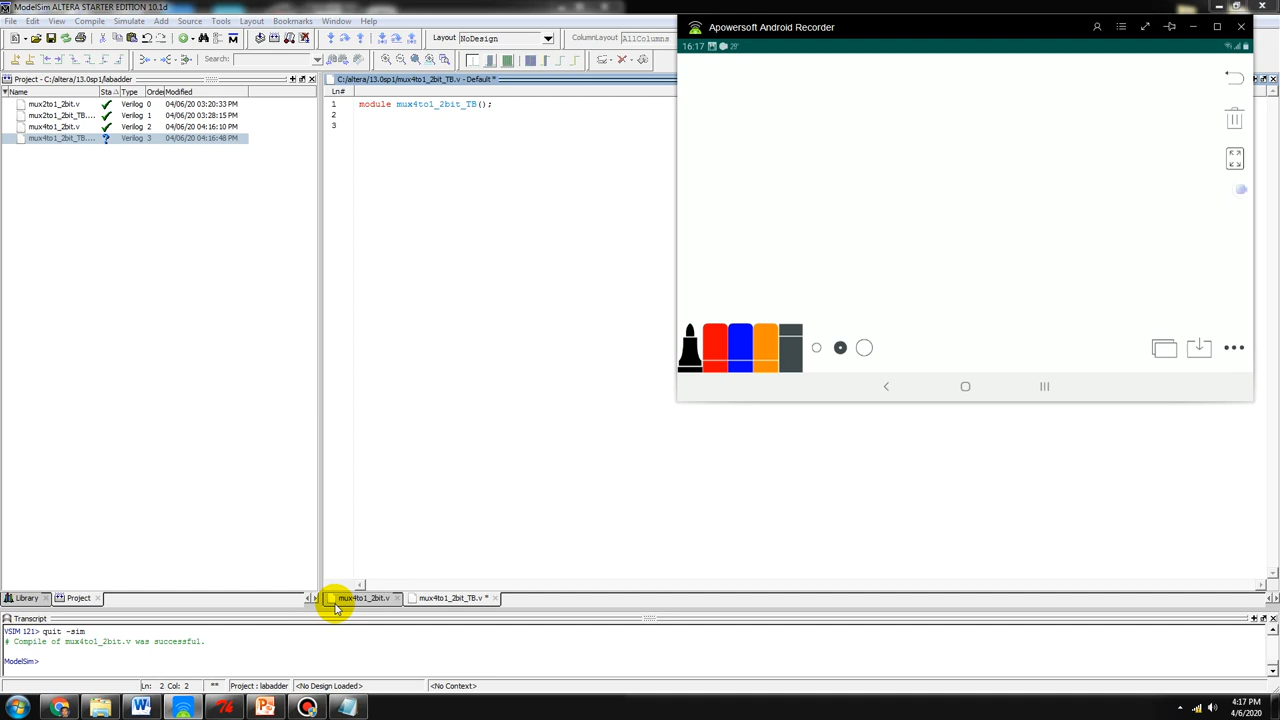 ModelSim ALTERA STARTER EDITION 10.1d
File Edit View Compile Simulate Add Source Tools Layout Bookmarks Window Help
Layout NoDesign ColumnLayout AllColumns
Search:
Project - C:/altera/13.0sp1/labadder
Name Sta Type Orde Modified
mux2to1_2bit.v Verilog 0 04/06/20 03:20:33 PM
mux2to1_2bit_TB.... Verilog 1 04/06/20 03:28:15 PM
mux4to1_2bit.v Verilog 2 04/06/20 04:16:10 PM
mux4to1_2bit_TB.... Verilog 3 04/06/20 04:16:48 PM
C:/altera/13.0sp1/mux4to1_2bit_TB.v - Default *
Ln#
1 module mux4to1_2bit_TB();
2
3
Apowersoft Android Recorder
16:17 28°
Library Project
mux4to1_2bit.v mux4to1_2bit_TB.v *
Transcript
VSIM 121> quit -sim
# Compile of mux4to1_2bit.v was successful.
ModelSim>
Ln: 2 Col: 2 ** Project : labadder <No Design Loaded> <No Context>
4:17 PM
4/6/2020